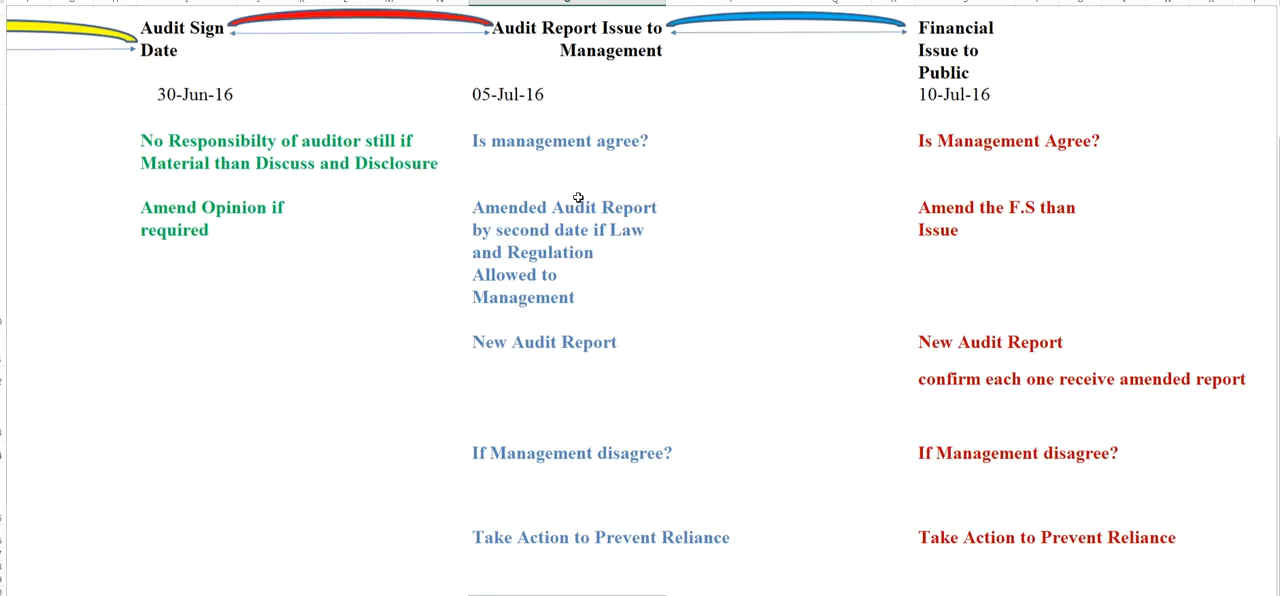 Audit Sign
Date
30-Jun-16
No Responsibilty of auditor still if
Material than Discuss and Disclosure
Amend Opinion if
required
Audit Report Issue to
Management
05-Jul-16
Is management agree?
Amended Audit Report
by second date if Law
and Regulation
Allowed to
Management
New Audit Report
If Management disagree?
Take Action to Prevent Reliance
Financial
Issue to
Public
10-Jul-16
Is Management Agree?
Amend the F.S than
Issue
New Audit Report
confirm each one receive amended report
If Management disagree?
Take Action to Prevent Reliance